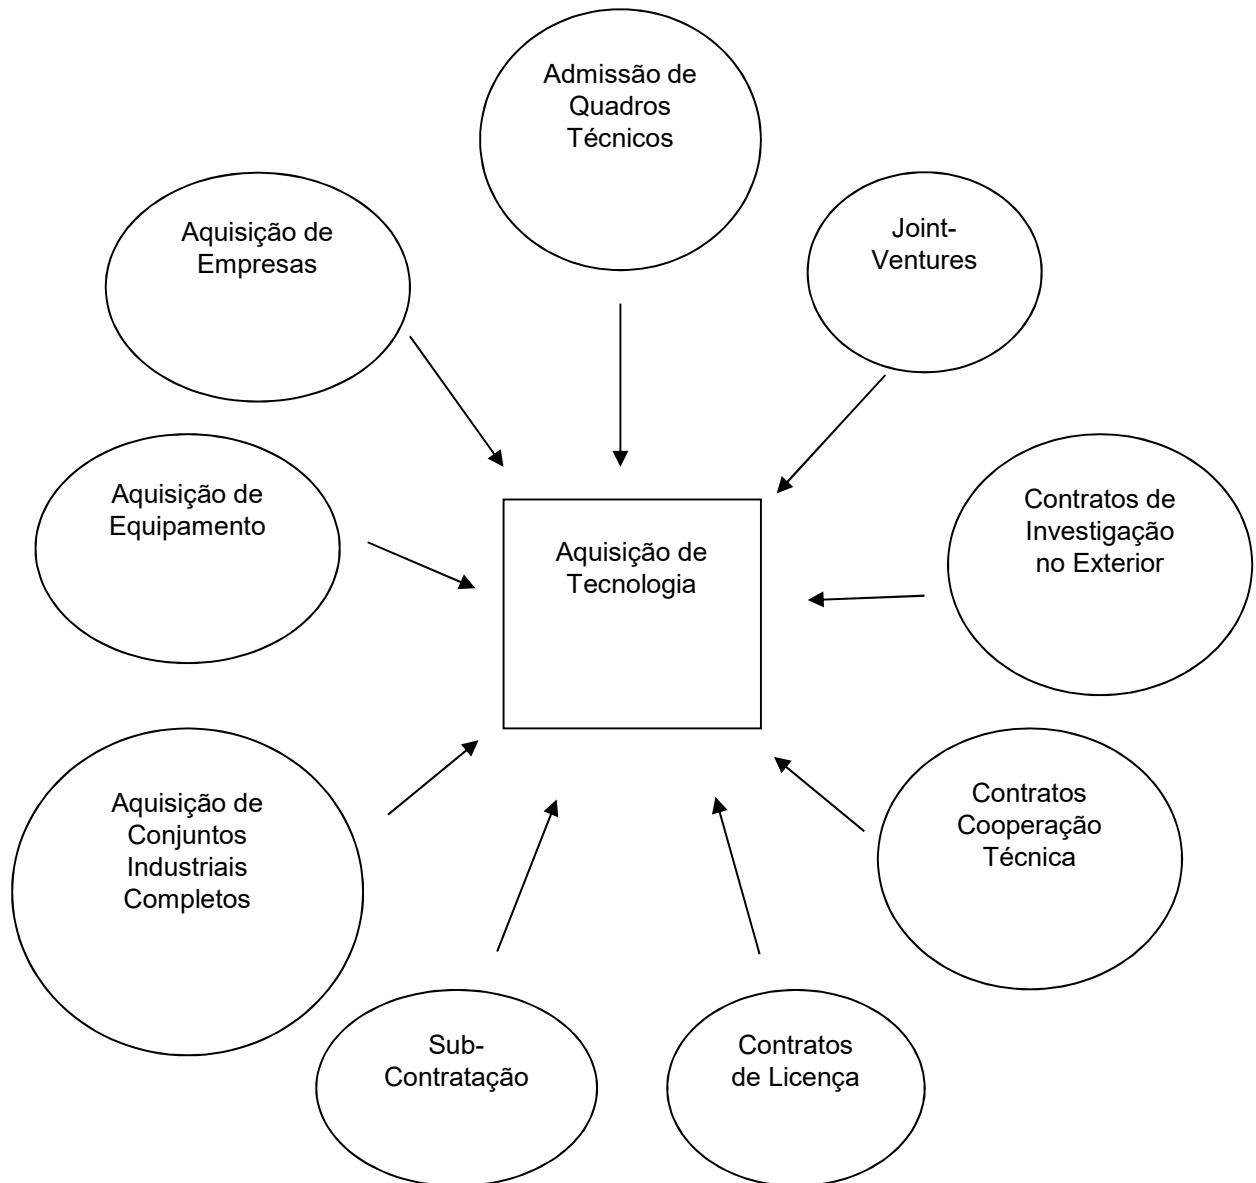 Admissão de
Quadros
Técnicos
Aquisição de
Empresas
Joint-
Ventures
Aquisição de
Equipamento
Contratos de
Investigação
no Exterior
Aquisição de
Tecnologia
Aquisição de
Conjuntos
Industriais
Completos
Contratos
Cooperação
Técnica
Sub-
Contratação
Contratos
de Licença